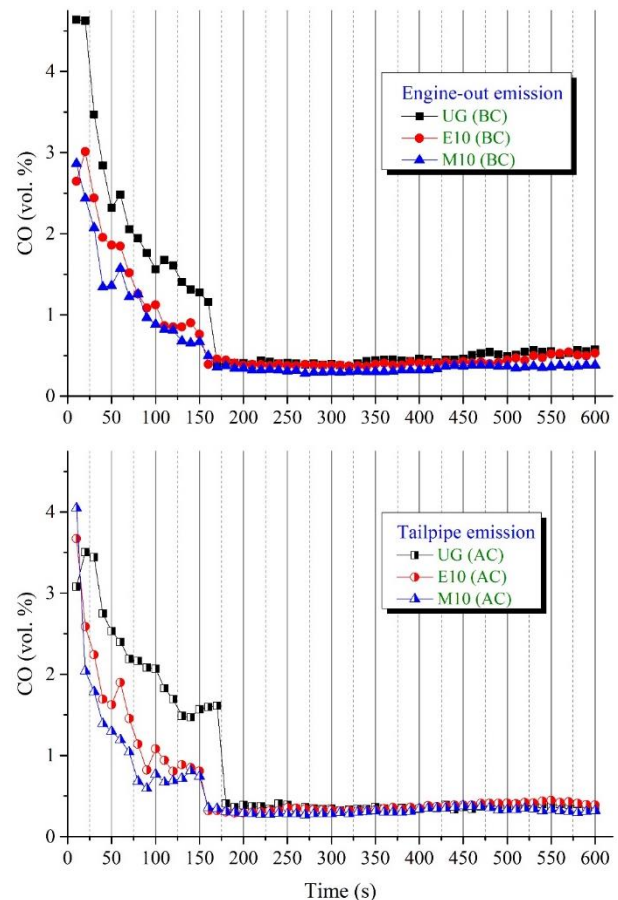 CO (vol. %)
4
3
2
1
0
Engine-out emission
UG (BC)
E10 (BC)
M10 (BC)
0 50 100 150 200 250 300 350 400 450 500 550 600
CO (vol. %)
4
3
2
1
0
Tailpipe emission
UG (AC)
E10 (AC)
M10 (AC)
0 50 100 150 200 250 300 350 400 450 500 550 600
Time (s)